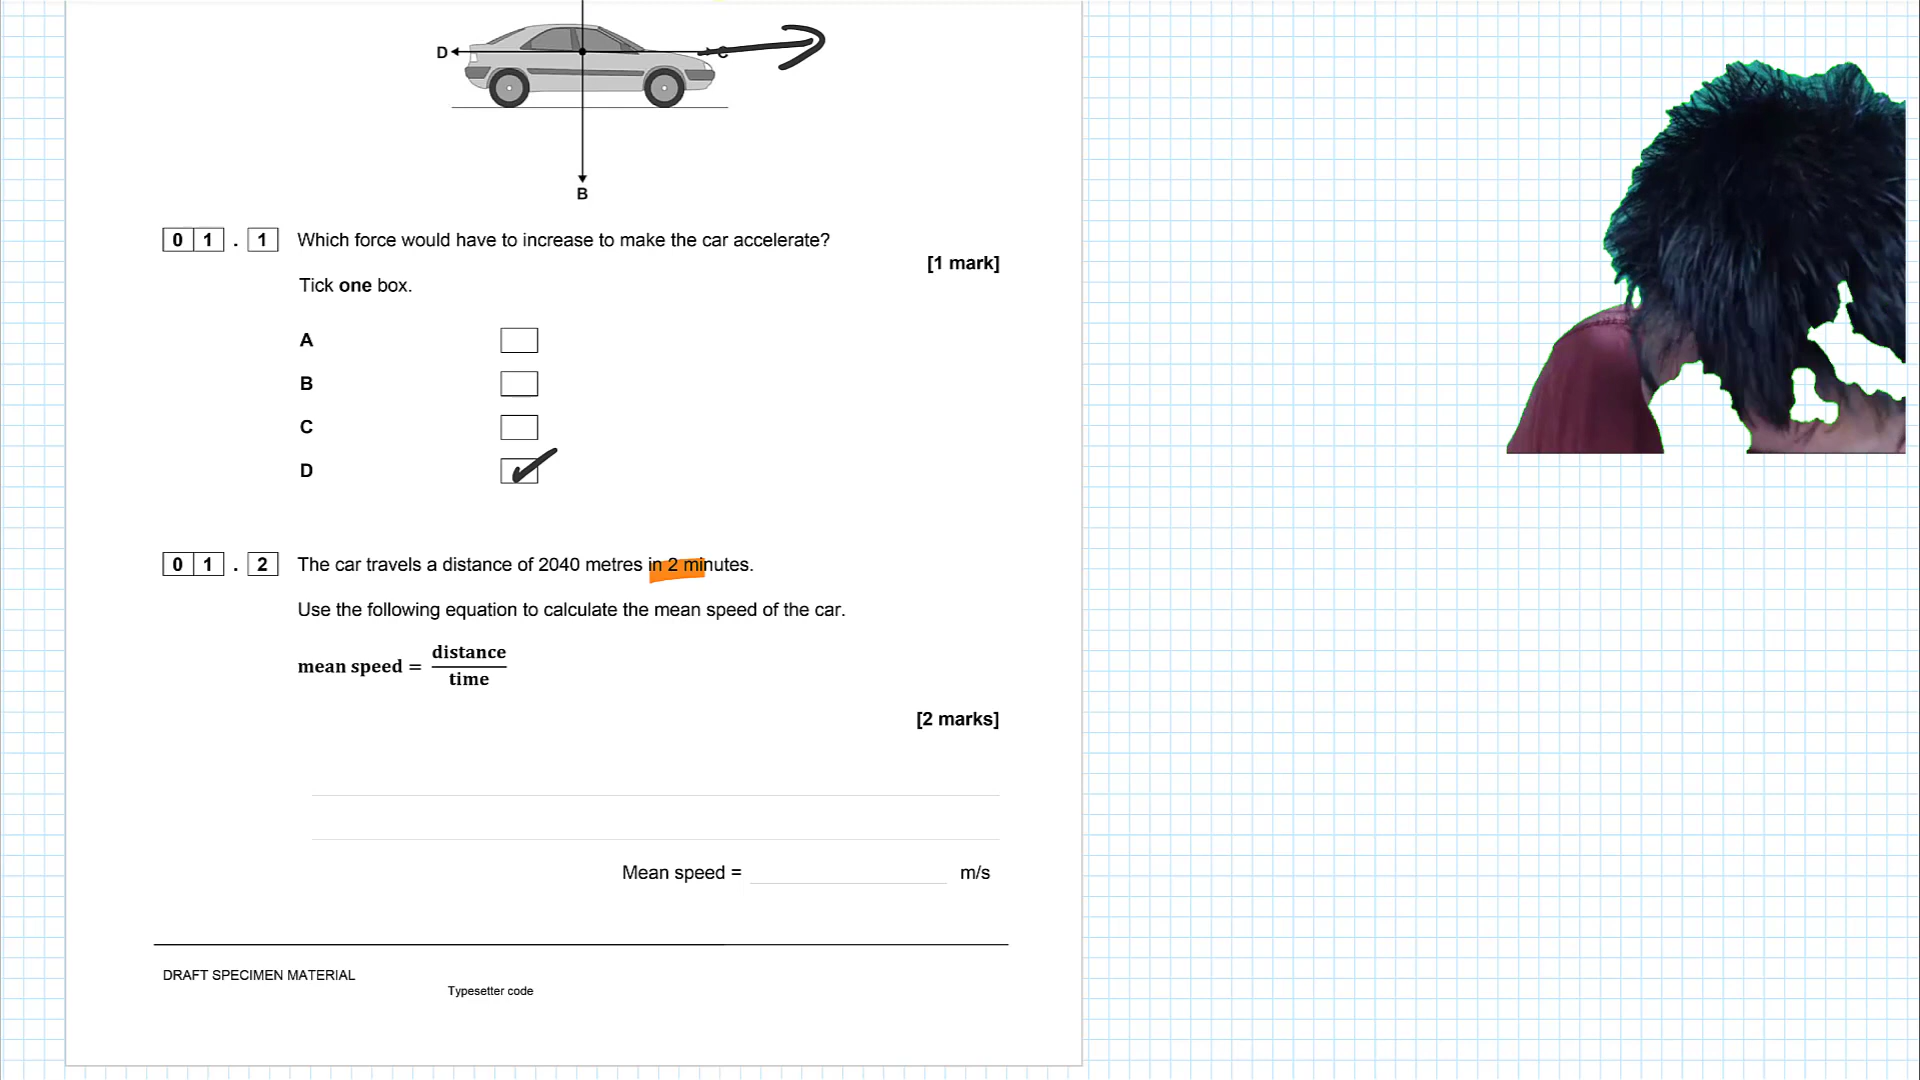 D
C
B
0 1 . 1 Which force would have to increase to make the car accelerate?
[1 mark]
Tick one box.
A
B
C
D
0 1 . 2 The car travels a distance of 2040 metres in 2 minutes.
Use the following equation to calculate the mean speed of the car.
mean speed = distance
time
[2 marks]
Mean speed = m/s
DRAFT SPECIMEN MATERIAL
Typesetter code